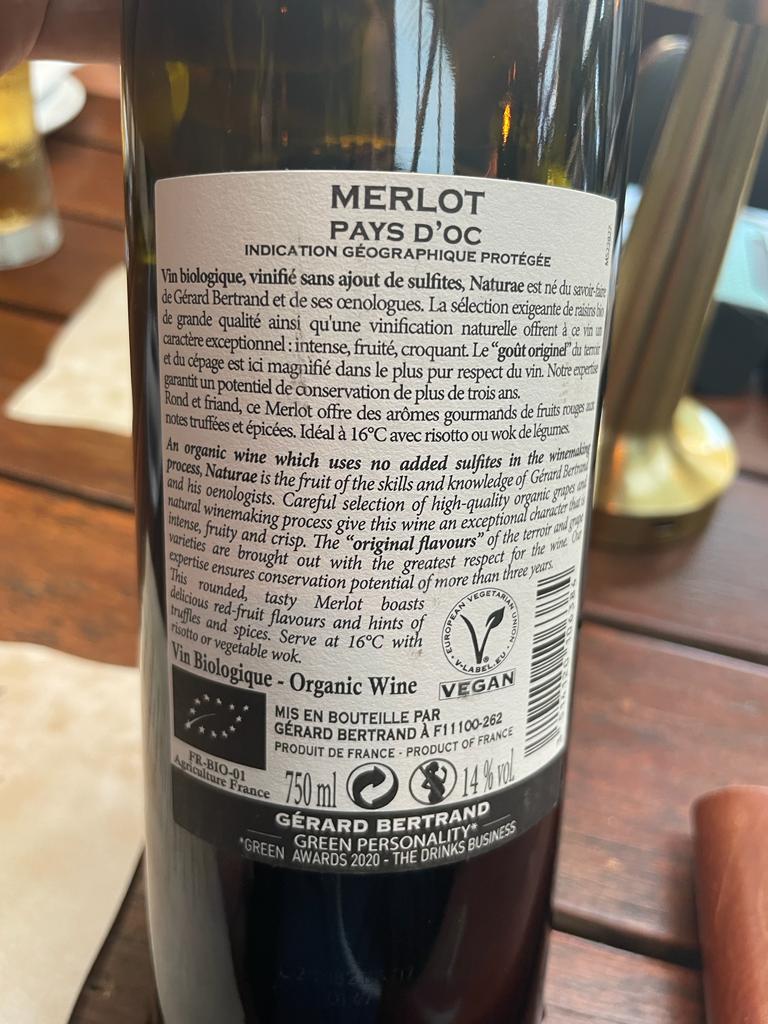 MERLOT
PAYS D'OC
INDICATION GÉOGRAPHIQUE PROTÉGÉE
Vin biologique, vinifié sans ajout de sulfites, Naturae est né du savoir-faire
de Gérard Bertrand et de ses œnologues. La sélection exigeante de raisins bio
de grande qualité ainsi qu'une vinification naturelle offrent à ce vin un
caractère exceptionnel : intense, fruité, croquant. Le "goût originel" du terroir
et du cépage est ici magnifié dans le plus pur respect du vin. Notre expertise
garantit un potentiel de conservation de plus de trois ans.
Rond et friand, ce Merlot offre des arômes gourmands de fruits rouges aux
notes truffées et épicées. Idéal à 16°C avec risotto ou wok de légumes.
An organic wine which uses no added sulfites in the winemaking
process, Naturae is the fruit of the skills and knowledge of Gérard Bertrand
and his oenologists. Careful selection of high-quality organic grapes and
natural winemaking process give this wine an exceptional character that is
intense, fruity and crisp. The "original flavours" of the terroir and grape
varieties are brought out with the greatest respect for the wine. Our
expertise ensures conservation potential of more than three years.
This rounded, tasty Merlot boasts
delicious red-fruit flavours and hints of
truffles and spices. Serve at 16°C with
risotto or vegetable wok.
EUROPEAN VEGETARIAN UNION
V-LABEL.EU
VEGAN
Vin Biologique - Organic Wine
MIS EN BOUTEILLE PAR
GÉRARD BERTRAND À F11100-262
PRODUIT DE FRANCE - PRODUCT OF FRANCE
FR-BIO-01
Agriculture France
750 ml
14 % vol.
GÉRARD BERTRAND
GREEN PERSONALITY*
*GREEN AWARDS 2020 - THE DRINKS BUSINESS